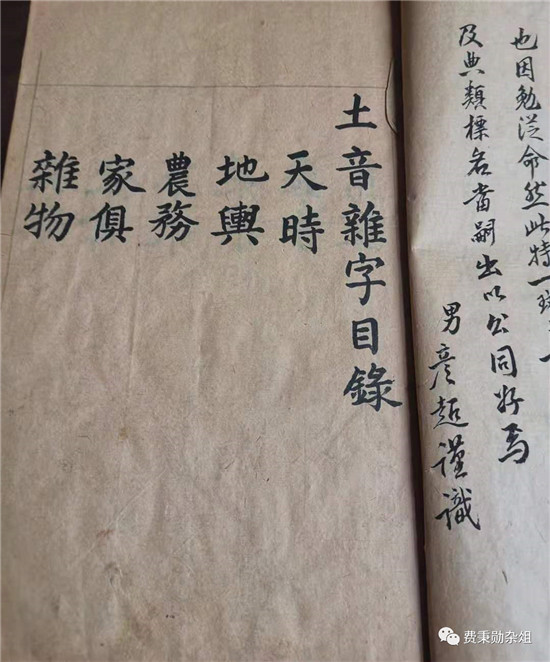 也因勉從命然此特一
及典類標名當嗣出以公同好焉
男彥超謹識
土音雜字目錄
天時
地輿
農務
家俱
雜物
费秉勋杂俎